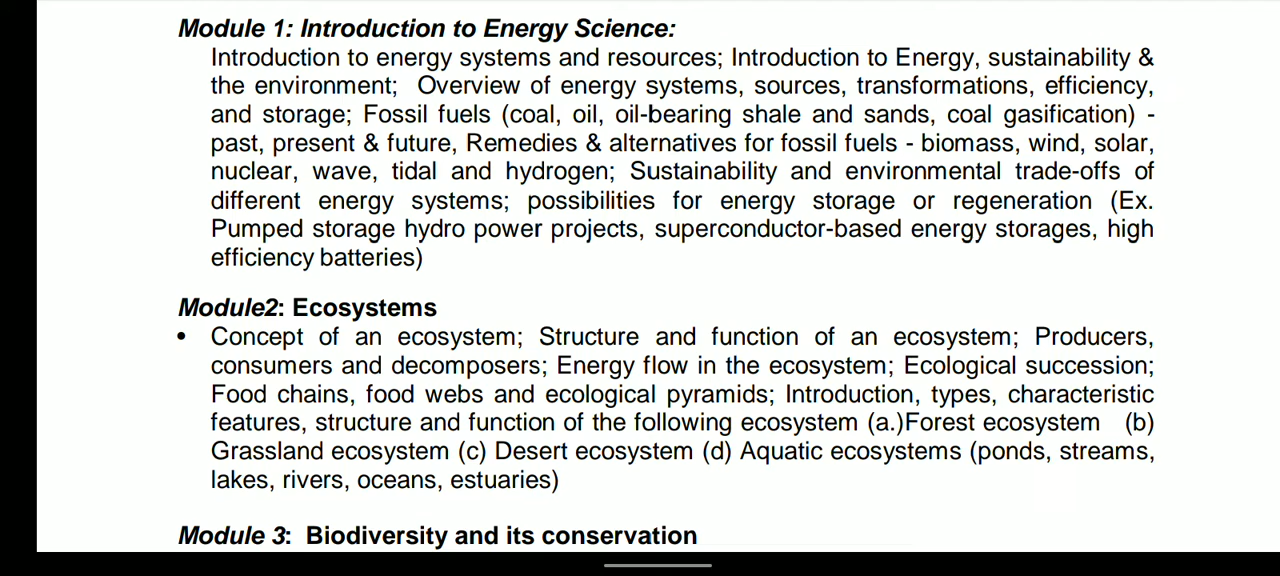 Module 1: Introduction to Energy Science:
Introduction to energy systems and resources; Introduction to Energy, sustainability &
the environment; Overview of energy systems, sources, transformations, efficiency,
and storage; Fossil fuels (coal, oil, oil-bearing shale and sands, coal gasification) -
past, present & future, Remedies & alternatives for fossil fuels - biomass, wind, solar,
nuclear, wave, tidal and hydrogen; Sustainability and environmental trade-offs of
different energy systems; possibilities for energy storage or regeneration (Ex.
Pumped storage hydro power projects, superconductor-based energy storages, high
efficiency batteries)
Module2: Ecosystems
• Concept of an ecosystem; Structure and function of an ecosystem; Producers,
consumers and decomposers; Energy flow in the ecosystem; Ecological succession;
Food chains, food webs and ecological pyramids; Introduction, types, characteristic
features, structure and function of the following ecosystem (a.)Forest ecosystem (b)
Grassland ecosystem (c) Desert ecosystem (d) Aquatic ecosystems (ponds, streams,
lakes, rivers, oceans, estuaries)
Module 3: Biodiversity and its conservation